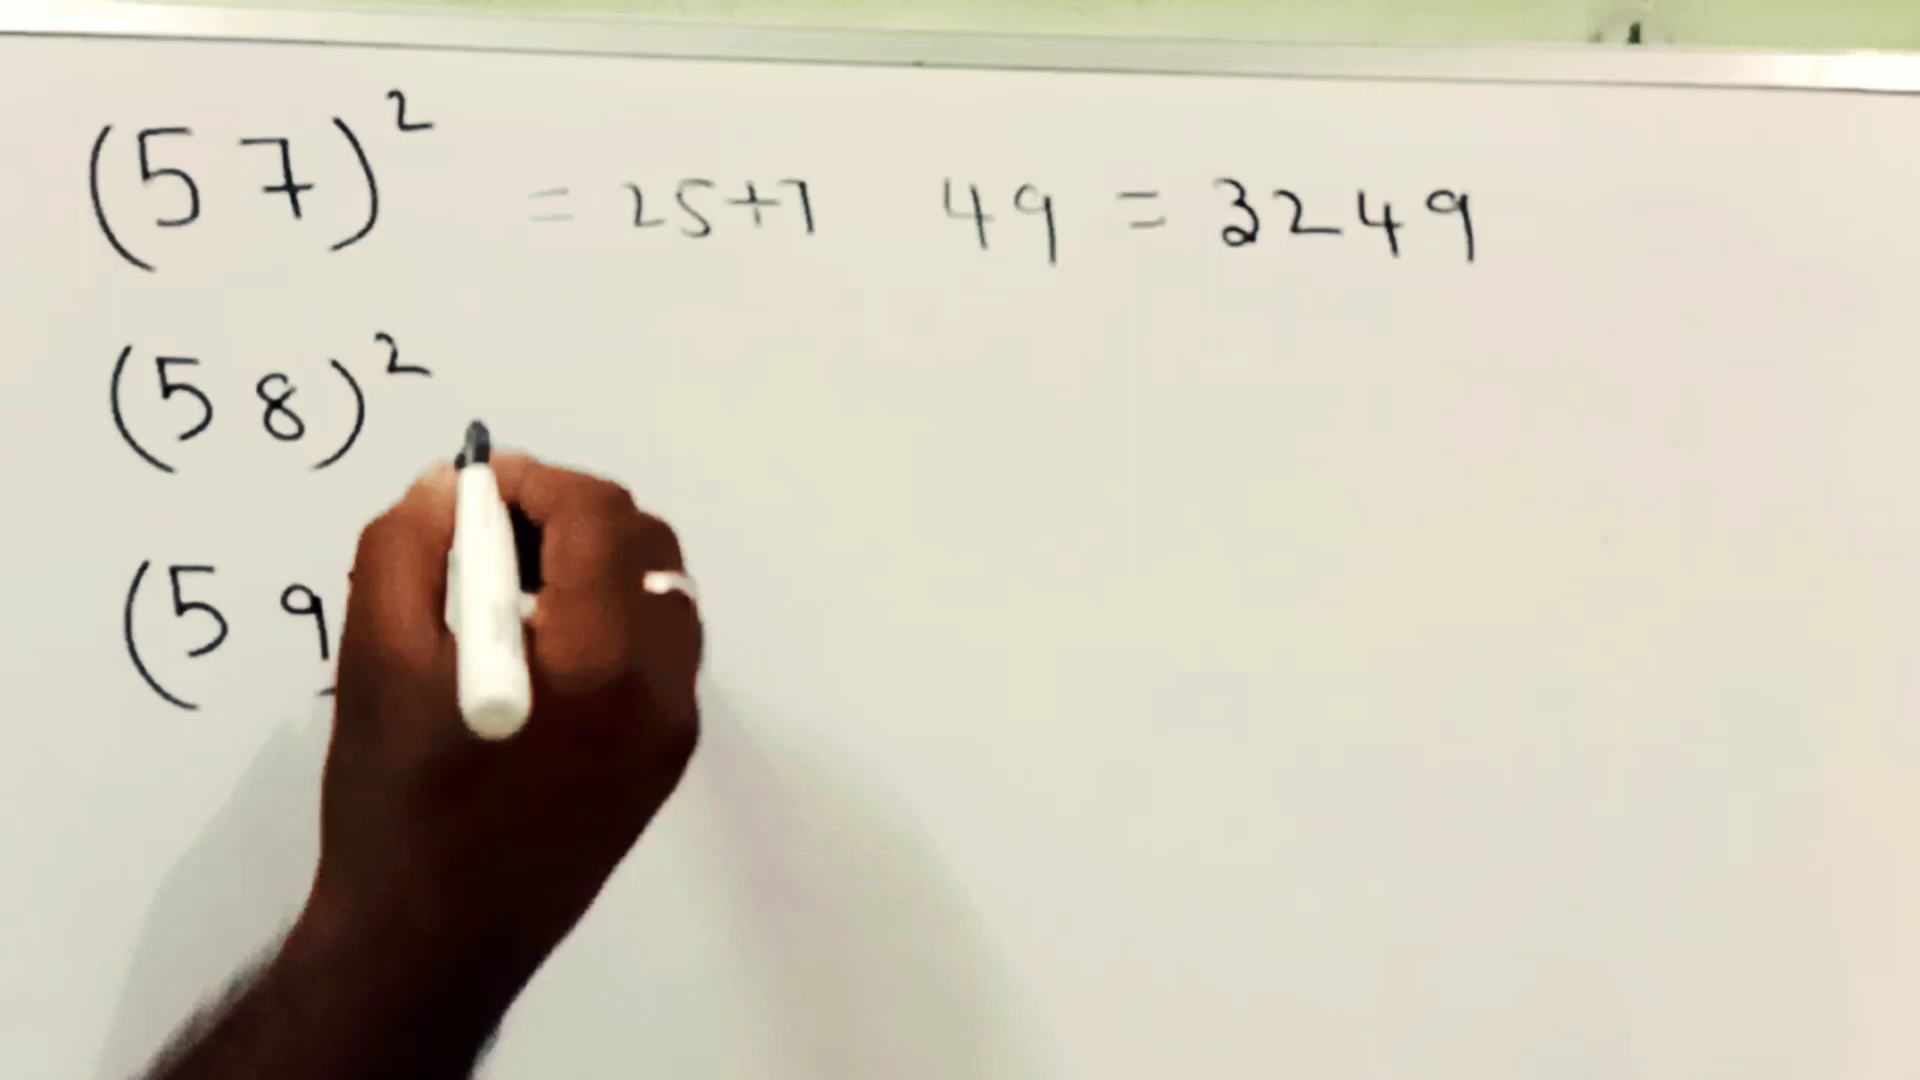 (57)² = 25+7 49 = 3249
(58)²
(59